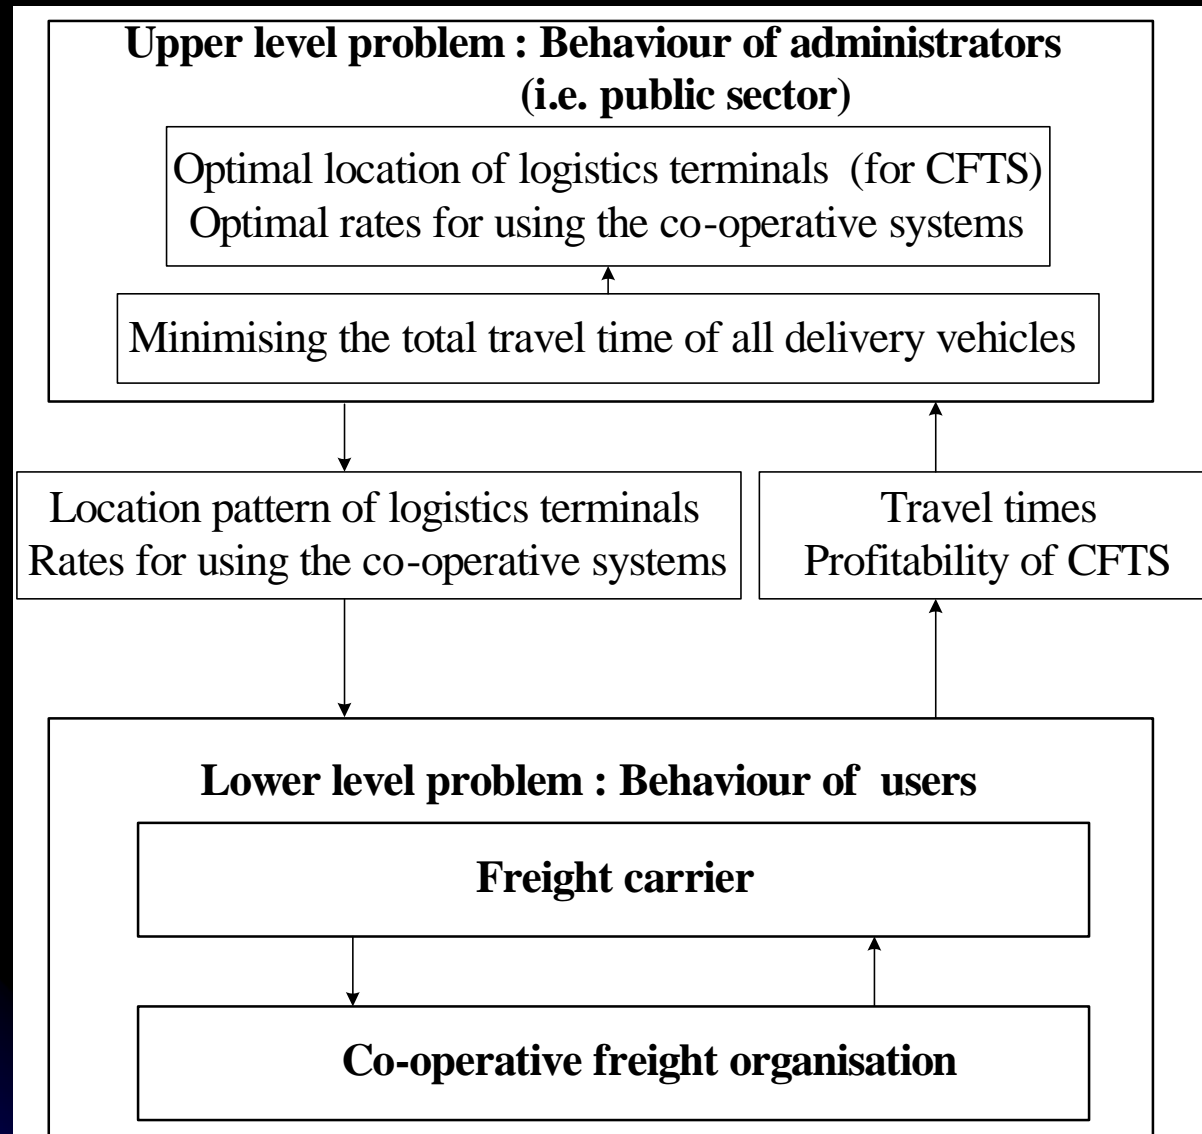 Upper level problem : Behaviour of administrators
(i.e. public sector)
Optimal location of logistics terminals (for CFTS)
Optimal rates for using the co-operative systems
Minimising the total travel time of all delivery vehicles
Location pattern of logistics terminals
Rates for using the co-operative systems
Travel times
Profitability of CFTS
Lower level problem : Behaviour of users
Freight carrier
Co-operative freight organisation